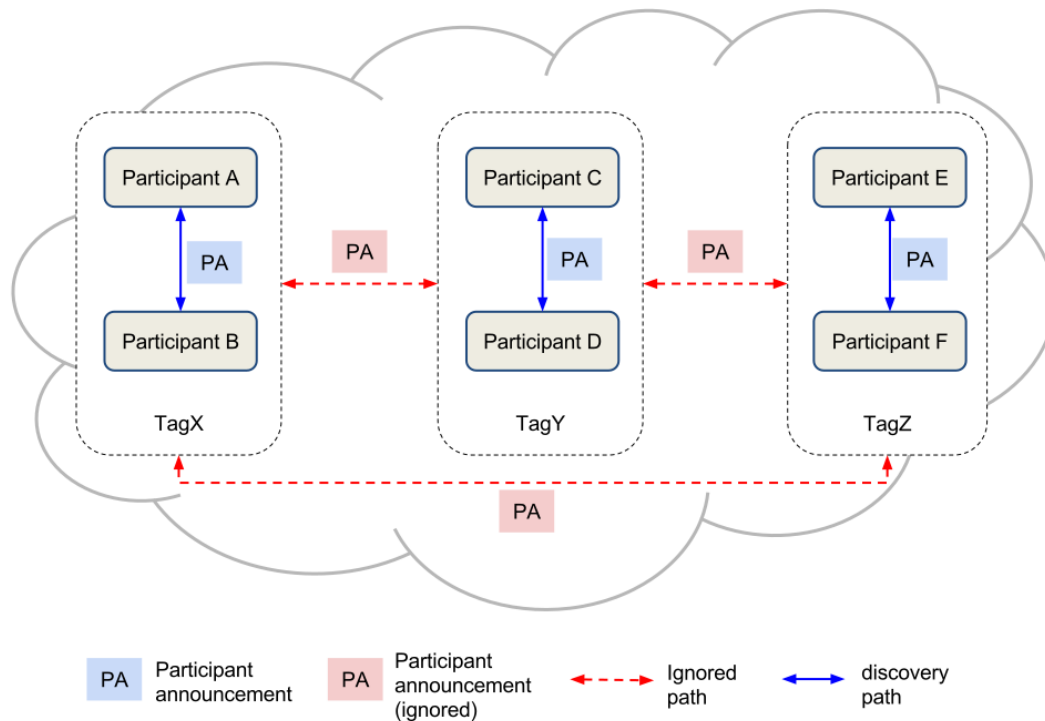 Participant A
Participant C
Participant E
PA
PA
PA
PA
PA
Participant B
Participant D
Participant F
TagX
TagY
TagZ
PA
PA
Participant
announcement
PA
Participant
announcement
(ignored)
Ignored
path
discovery
path